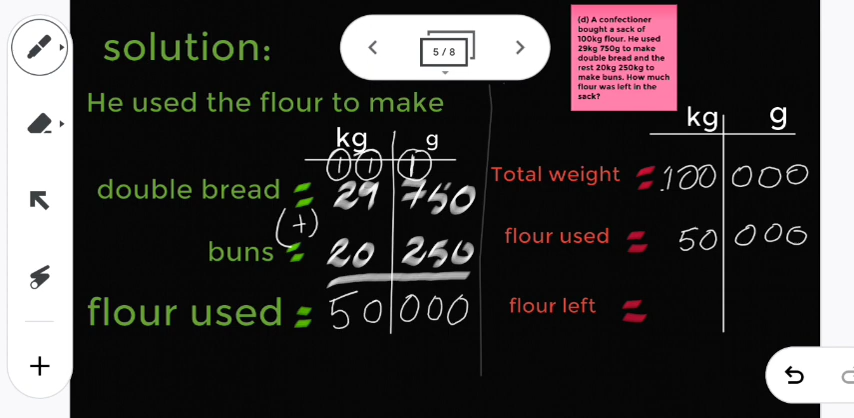 solution:
5 / 8
(d) A confectioner
bought a sack of
100kg flour. He used
29kg 750g to make
double bread and the
rest 20kg 250kg to
make buns. How much
flour was left in the
sack?
He used the flour to make
kg g
1 1 1
double bread = 29 750
(+)
buns = 20 250
flour used = 50 000
kg g
Total weight = 100 000
flour used = 50 000
flour left =